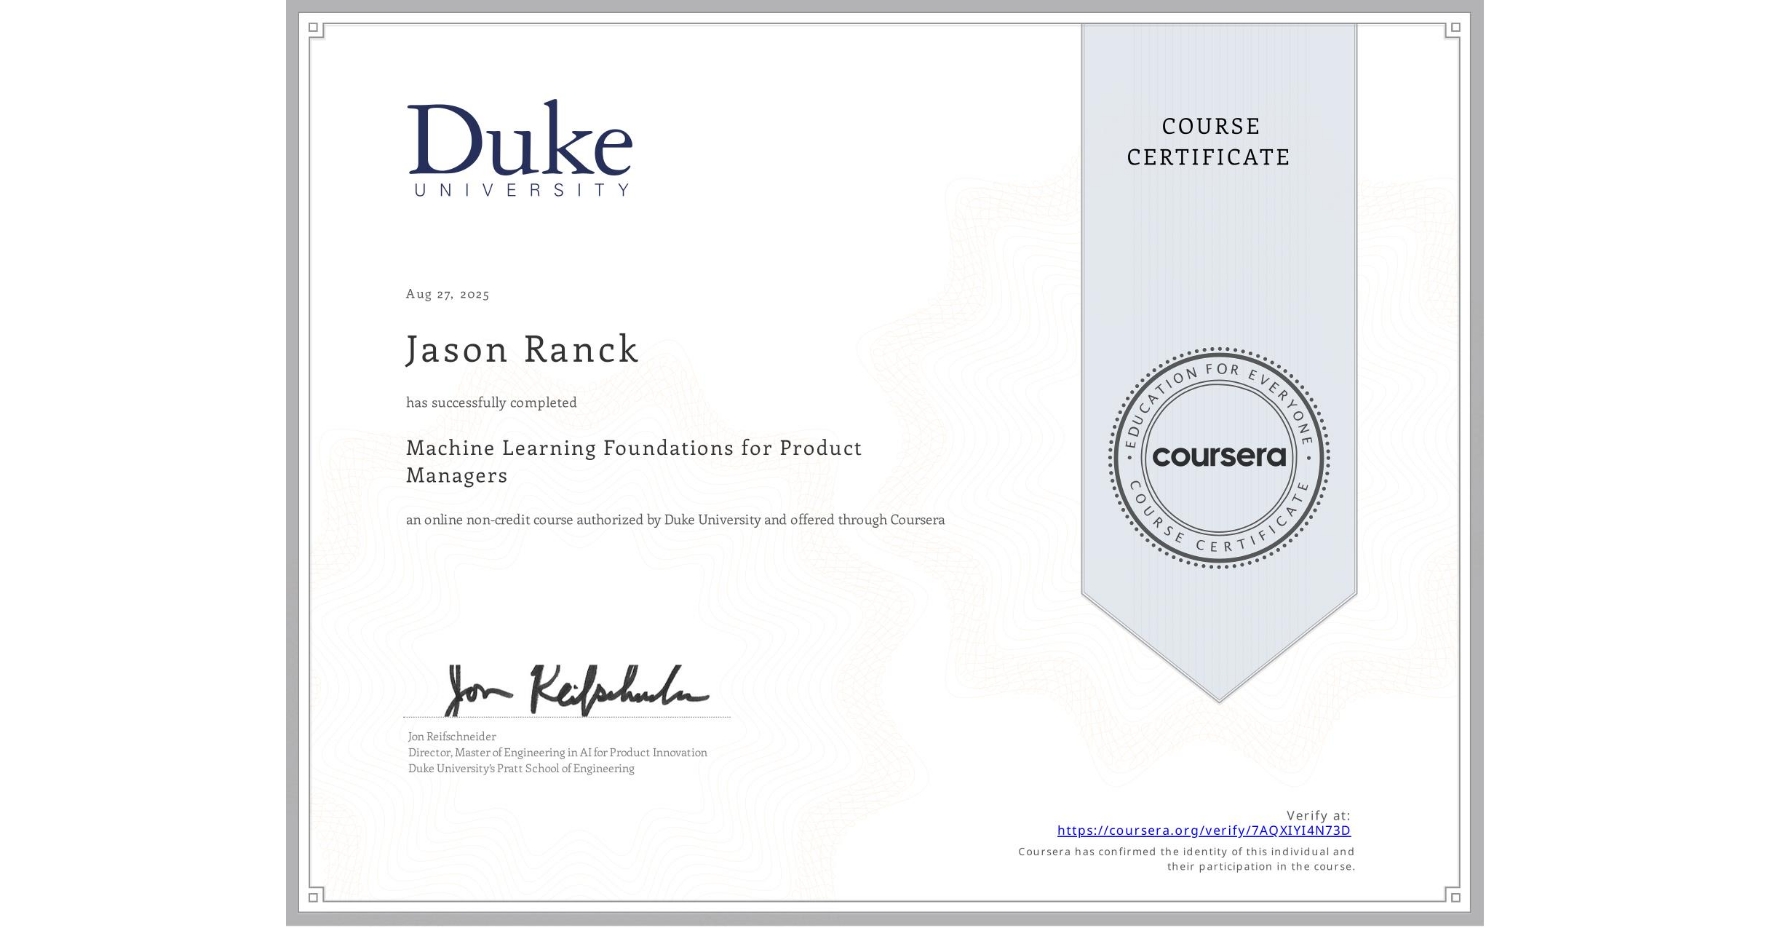 Duke
UNIVERSITY
COURSE
CERTIFICATE
Aug 27, 2025
Jason Ranck
has successfully completed
Machine Learning Foundations for Product
Managers
an online non-credit course authorized by Duke University and offered through Coursera
EDUCATION FOR EVERYONE
coursera
COURSE CERTIFICATE
Jon Reifschneider
Jon Reifschneider
Director, Master of Engineering in AI for Product Innovation
Duke University's Pratt School of Engineering
Verify at:
https://coursera.org/verify/7AQXIYI4N73D
Coursera has confirmed the identity of this individual and
their participation in the course.